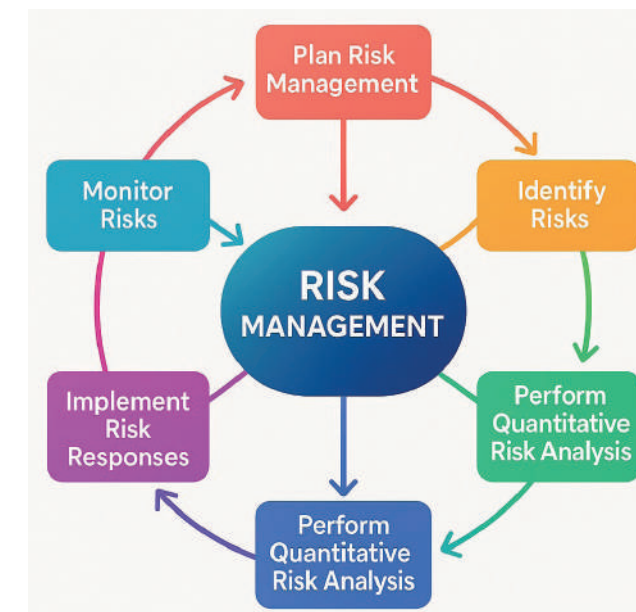 Plan Risk
Management
Identify
Risks
Perform
Quantitative
Risk Analysis
Perform
Quantitative
Risk Analysis
Implement
Risk
Responses
Monitor
Risks
RISK
MANAGEMENT